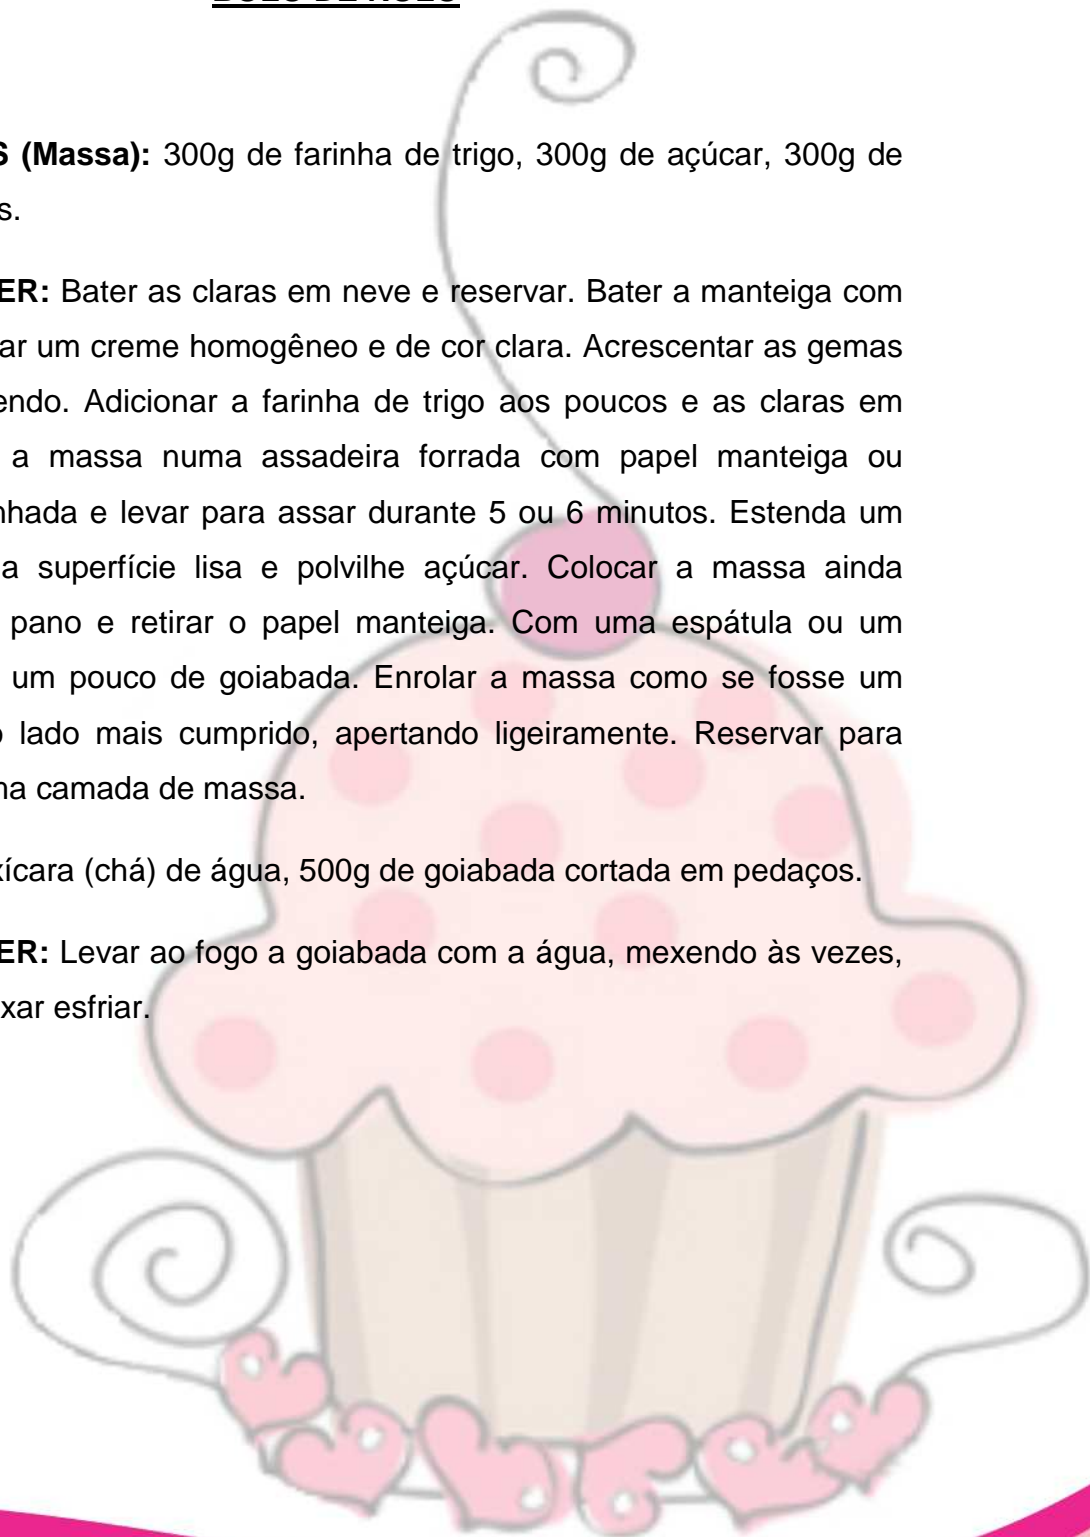 BOLO DE ROLO
S (Massa): 300g de farinha de trigo, 300g de açúcar, 300g de
s.
ER: Bater as claras em neve e reservar. Bater a manteiga com
ar um creme homogêneo e de cor clara. Acrescentar as gemas
endo. Adicionar a farinha de trigo aos poucos e as claras em
a massa numa assadeira forrada com papel manteiga ou
nhada e levar para assar durante 5 ou 6 minutos. Estenda um
a superfície lisa e polvilhe açúcar. Colocar a massa ainda
pano e retirar o papel manteiga. Com uma espátula ou um
um pouco de goiabada. Enrolar a massa como se fosse um
o lado mais cumprido, apertando ligeiramente. Reservar para
na camada de massa.
xícara (chá) de água, 500g de goiabada cortada em pedaços.
ER: Levar ao fogo a goiabada com a água, mexendo às vezes,
xar esfriar.